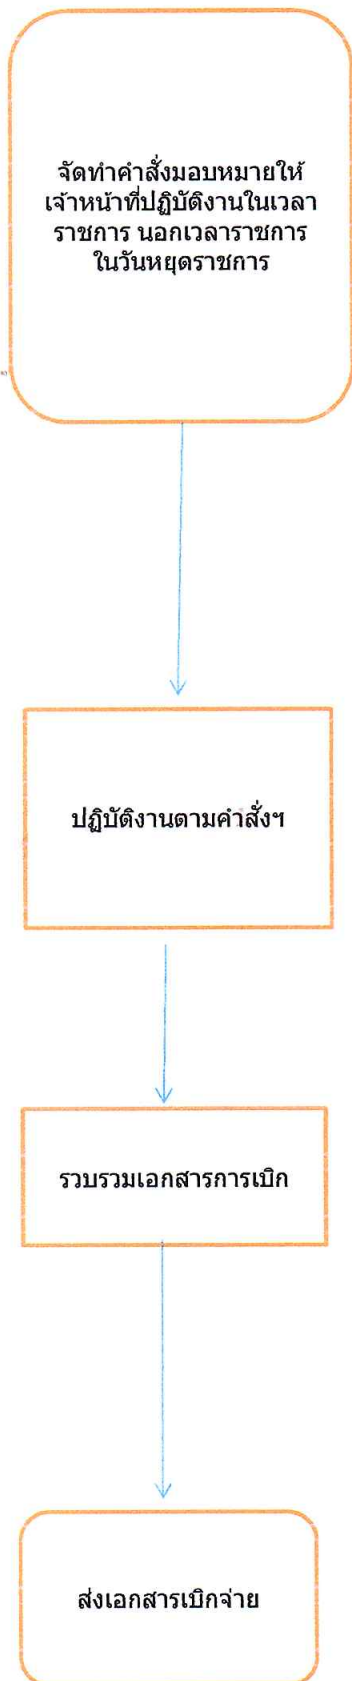 จัดทำคำสั่งมอบหมายให้
เจ้าหน้าที่ปฏิบัติงานในเวลา
ราชการ นอกเวลาราชการ
ในวันหยุดราชการ
ปฏิบัติงานตามคำสั่งฯ
รวบรวมเอกสารการเบิก
ส่งเอกสารเบิกจ่าย